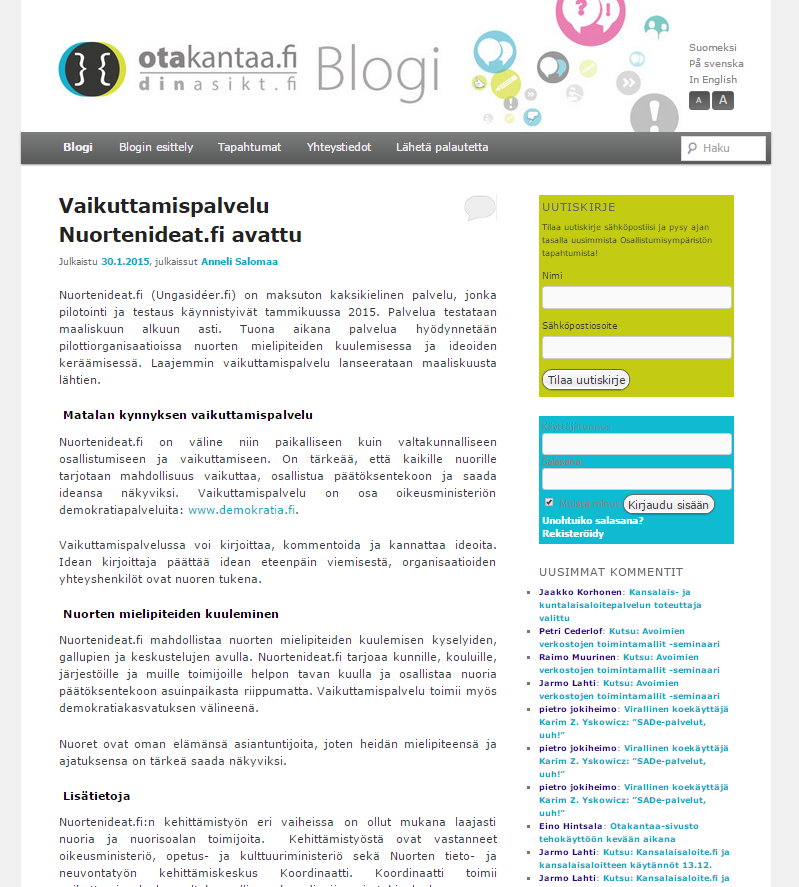 otakantaa.fi
dinasikt.fi
Blogi
Suomeksi
På svenska
In English
A A
Blogi Blogin esittely Tapahtumat Yhteystiedot Lähetä palautetta
Haku
Vaikuttamispalvelu
Nuortenideat.fi avattu
Julkaistu 30.1.2015, julkaissut Anneli Salomaa
Nuortenideat.fi (Ungasidéer.fi) on maksuton kaksikielinen palvelu, jonka
pilotointi ja testaus käynnistyivät tammikuussa 2015. Palvelua testataan
maaliskuun alkuun asti. Tuona aikana palvelua hyödynnetään
pilottiorganisaatioissa nuorten mielipiteiden kuulemisessa ja ideoiden
keräämisessä. Laajemmin vaikuttamispalvelu lanseerataan maaliskuusta
lähtien.
Matalan kynnyksen vaikuttamispalvelu
Nuortenideat.fi on väline niin paikalliseen kuin valtakunnalliseen
osallistumiseen ja vaikuttamiseen. On tärkeää, että kaikille nuorille
tarjotaan mahdollisuus vaikuttaa, osallistua päätöksentekoon ja saada
ideansa näkyviksi. Vaikuttamispalvelu on osa oikeusministeriön
demokratiapalveluita: www.demokratia.fi.
Vaikuttamispalvelussa voi kirjoittaa, kommentoida ja kannattaa ideoita.
Idean kirjoittaja päättää idean eteenpäin viemisestä, organisaatioiden
yhteyshenkilöt ovat nuoren tukena.
Nuorten mielipiteiden kuuleminen
Nuortenideat.fi mahdollistaa nuorten mielipiteiden kuulemisen kyselyiden,
gallupien ja keskustelujen avulla. Nuortenideat.fi tarjoaa kunnille, kouluille,
järjestöille ja muille toimijoille helpon tavan kuulla ja osallistaa nuoria
päätöksentekoon asuinpaikasta riippumatta. Vaikuttamispalvelu toimii myös
demokratiakasvatuksen välineenä.
Nuoret ovat oman elämänsä asiantuntijoita, joten heidän mielipiteensä ja
ajatuksensa on tärkeä saada näkyviksi.
Lisätietoja
Nuortenideat.fi:n kehittämistyön eri vaiheissa on ollut mukana laajasti
nuoria ja nuorisoalan toimijoita. Kehittämistyöstä ovat vastanneet
oikeusministeriö, opetus- ja kulttuuriministeriö sekä Nuorten tieto- ja
neuvontatyön kehittämiskeskus Koordinaatti. Koordinaatti toimii
UUTISKIRJE
Tilaa uutiskirje sähköpostiisi ja pysy ajan
tasalla uusimmista Osallistumisympäristön
tapahtumista!
Nimi
Sähköpostiosoite
Tilaa uutiskirje
Kirjaudu sisään
Unohtuiko salasana?
Rekisteröidy
UUSIMMAT KOMMENTIT
Jaakko Korhonen: Kansalais- ja
kuntalaisaloitepalvelun toteuttaja
valittu
Petri Cederlof: Kutsu: Avoimien
verkostojen toimintamallit -seminaari
Raimo Muurinen: Kutsu: Avoimien
verkostojen toimintamallit -seminaari
Jarmo Lahti: Kutsu: Avoimien
verkostojen toimintamallit -seminaari
pietro jokiheimo: Virallinen koekäyttäjä
Karim Z. Yskowicz: ”SADe-palvelut,
uuh!”
pietro jokiheimo: Virallinen koekäyttäjä
Karim Z. Yskowicz: ”SADe-palvelut,
uuh!”
pietro jokiheimo: Virallinen koekäyttäjä
Karim Z. Yskowicz: ”SADe-palvelut,
uuh!”
Eino Hintsala: Otakantaa-sivusto
tehokäyttöön kevään aikana
Jarmo Lahti: Kutsu: Kansalaisaloite.fi ja
kansalaisaloitteen käytännöt 13.12.
Jarmo Lahti: Kutsu: Kansalaisaloite.fi ja